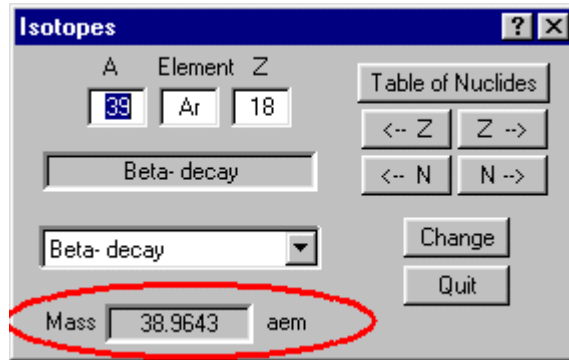 Isotopes
A Element Z
39 Ar 18
Table of Nuclides
<-- Z Z -->
Beta- decay
<-- N N -->
Beta- decay
Change
Quit
Mass 38.9643 aem